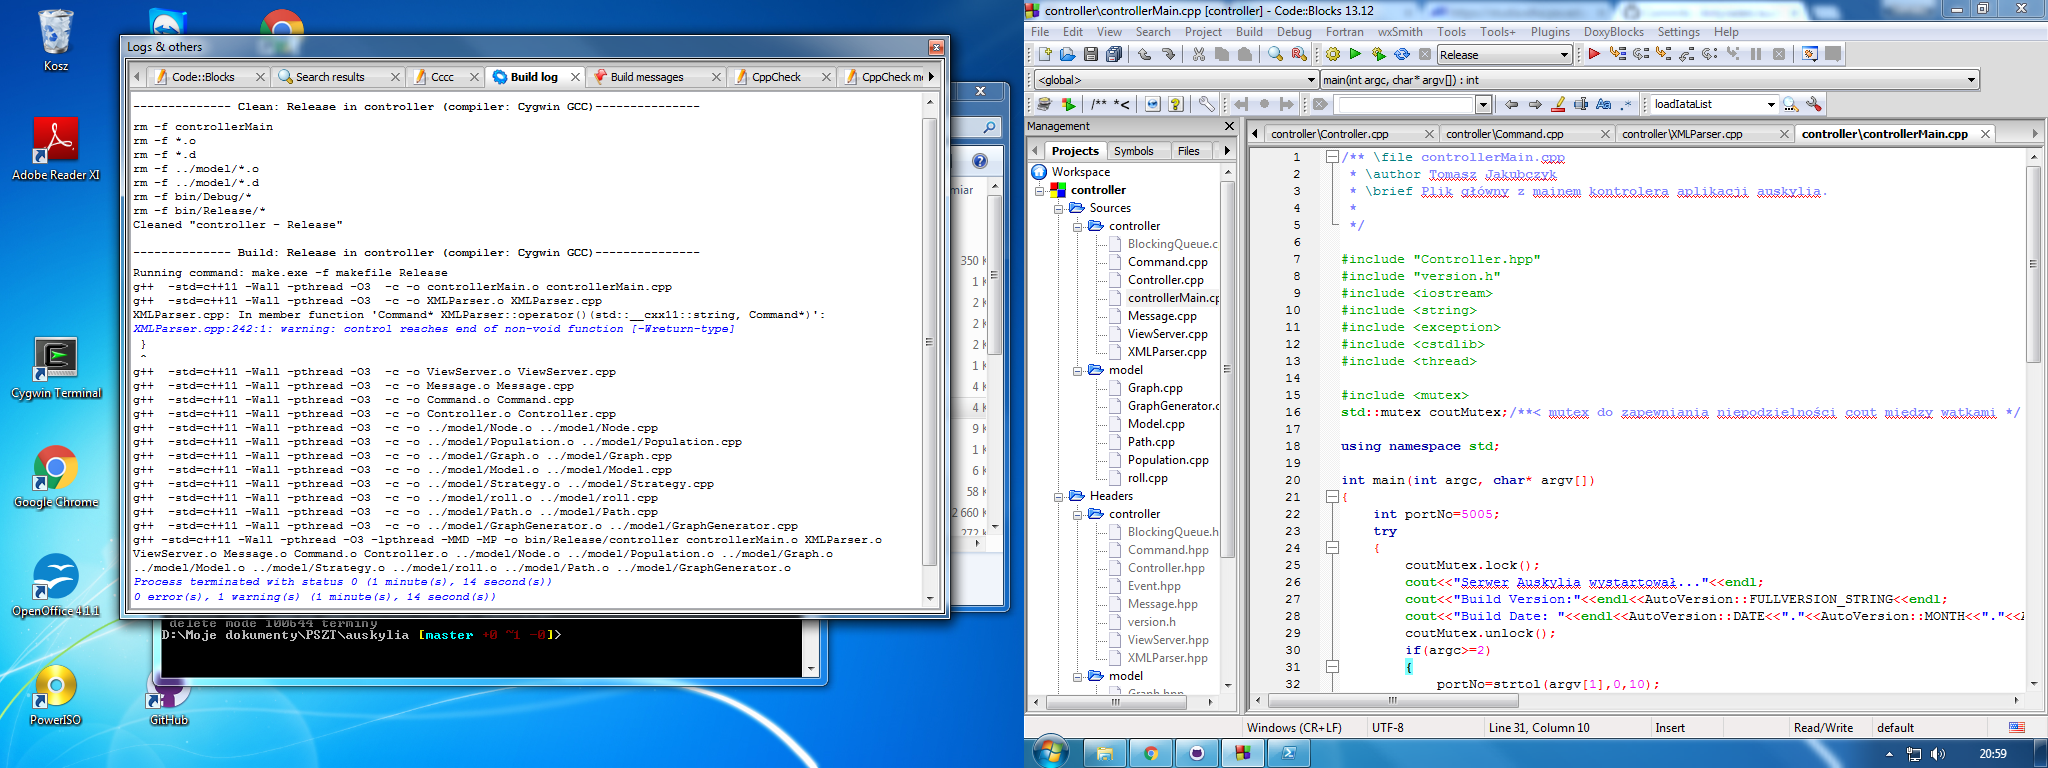 Kosz
Adobe Reader XI
Cygwin Terminal
Google Chrome
OpenOffice 4.1.1
PowerISO
GitHub
Logs & others
Code::Blocks
Search results
Cccc
Build log
Build messages
CppCheck
CppCheck me
-------------- Clean: Release in controller (compiler: Cygwin GCC)---------------
rm -f controllerMain
rm -f *.o
rm -f *.d
rm -f ../model/*.o
rm -f ../model/*.d
rm -f bin/Debug/*
rm -f bin/Release/*
Cleaned "controller - Release"
-------------- Build: Release in controller (compiler: Cygwin GCC)---------------
Running command: make.exe -f makefile Release
g++  -std=c++11 -Wall -pthread -O3  -c -o controllerMain.o controllerMain.cpp
g++  -std=c++11 -Wall -pthread -O3  -c -o XMLParser.o XMLParser.cpp
XMLParser.cpp: In member function 'Command* XMLParser::operator()(std::__cxx11::string, Command*)':
XMLParser.cpp:242:1: warning: control reaches end of non-void function [-Wreturn-type]
 }
 ^
g++  -std=c++11 -Wall -pthread -O3  -c -o ViewServer.o ViewServer.cpp
g++  -std=c++11 -Wall -pthread -O3  -c -o Message.o Message.cpp
g++  -std=c++11 -Wall -pthread -O3  -c -o Command.o Command.cpp
g++  -std=c++11 -Wall -pthread -O3  -c -o Controller.o Controller.cpp
g++  -std=c++11 -Wall -pthread -O3  -c -o ../model/Node.o ../model/Node.cpp
g++  -std=c++11 -Wall -pthread -O3  -c -o ../model/Population.o ../model/Population.cpp
g++  -std=c++11 -Wall -pthread -O3  -c -o ../model/Graph.o ../model/Graph.cpp
g++  -std=c++11 -Wall -pthread -O3  -c -o ../model/Model.o ../model/Model.cpp
g++  -std=c++11 -Wall -pthread -O3  -c -o ../model/Strategy.o ../model/Strategy.cpp
g++  -std=c++11 -Wall -pthread -O3  -c -o ../model/roll.o ../model/roll.cpp
g++  -std=c++11 -Wall -pthread -O3  -c -o ../model/Path.o ../model/Path.cpp
g++  -std=c++11 -Wall -pthread -O3  -c -o ../model/GraphGenerator.o ../model/GraphGenerator.cpp
g++ -std=c++11 -Wall -pthread -O3 -lpthread -MMD -MP -o bin/Release/controller controllerMain.o XMLParser.o
ViewServer.o Message.o Command.o Controller.o ../model/Node.o ../model/Population.o ../model/Graph.o
../model/Model.o ../model/Strategy.o ../model/roll.o ../model/Path.o ../model/GraphGenerator.o
Process terminated with status 0 (1 minute(s), 14 second(s))
0 error(s), 1 warning(s) (1 minute(s), 14 second(s))
miar
350 K
1 K
2 K
1 K
2 K
2 K
1 K
4 K
4 K
9 K
1 K
6 K
58 K
2 660 K
272 K
delete mode 100644 terminy
D:\Moje dokumenty\PSZT\auskylia [master +0 ~1 -0]>
controller\controllerMain.cpp [controller] - Code::Blocks 13.12
File Edit View Search Project Build Debug Fortran wxSmith Tools Tools+ Plugins DoxyBlocks Settings Help
Release
<global>
main(int argc, char* argv[]) : int
/** *<
loadIataList
Management
Projects
Symbols
Files
Workspace
controller
Sources
controller
BlockingQueue.c
Command.cpp
Controller.cpp
controllerMain.cp
Message.cpp
ViewServer.cpp
XMLParser.cpp
model
Graph.cpp
GraphGenerator.c
Model.cpp
Path.cpp
Population.cpp
roll.cpp
Headers
controller
BlockingQueue.h
Command.hpp
Controller.hpp
Event.hpp
Message.hpp
version.h
ViewServer.hpp
XMLParser.hpp
model
Graph.hpp
controller\Controller.cpp
controller\Command.cpp
controller\XMLParser.cpp
controller\controllerMain.cpp
1 /** \file controllerMain.cpp
2  * \author Tomasz Jakubczyk
3  * \brief Plik główny z mainem kontrolera aplikacji auskylia.
4  *
5  */
6
7 #include "Controller.hpp"
8 #include "version.h"
9 #include <iostream>
10 #include <string>
11 #include <exception>
12 #include <cstdlib>
13 #include <thread>
14
15 #include <mutex>
16 std::mutex coutMutex;/**< mutex do zapewniania niepodzielności cout między wątkami */
17
18 using namespace std;
19
20 int main(int argc, char* argv[])
21 {
22     int portNo=5005;
23     try
24     {
25         coutMutex.lock();
26         cout<<"Serwer Auskylia wystartował..."<<endl;
27         cout<<"Build Version:"<<endl<<AutoVersion::FULLVERSION_STRING<<endl;
28         cout<<"Build Date: "<<endl<<AutoVersion::DATE<<"."<<AutoVersion::MONTH<<"."<<A
29         coutMutex.unlock();
30         if(argc>=2)
31         {
32             portNo=strtol(argv[1],0,10);
Windows (CR+LF)
UTF-8
Line 31, Column 10
Insert
Read/Write
default
20:59